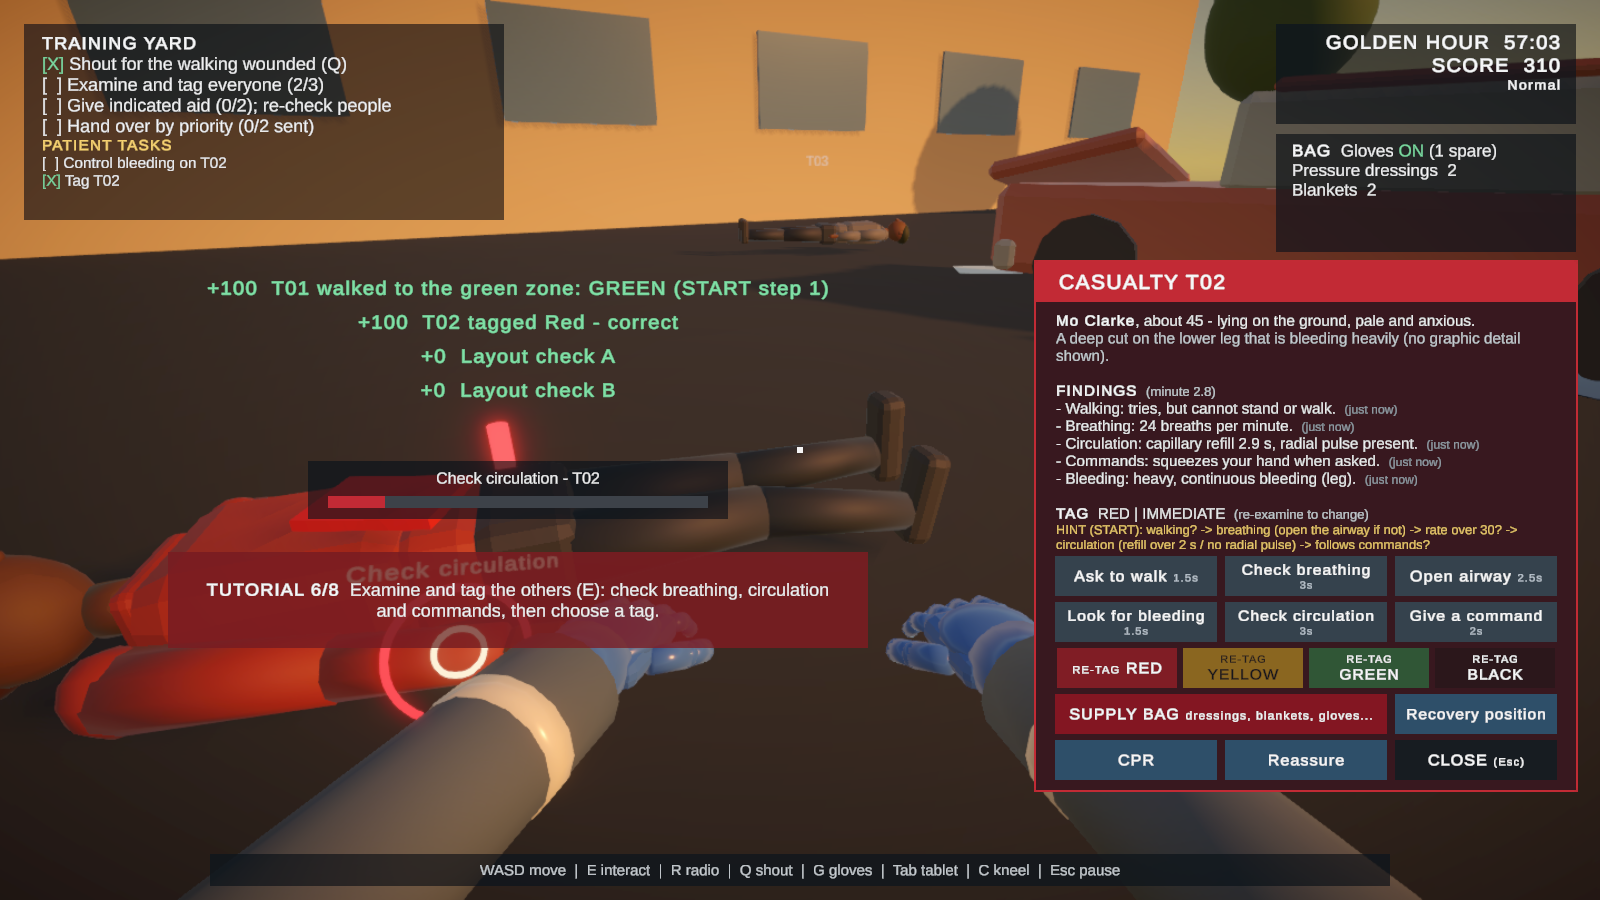 TRAINING YARD
[X] Shout for the walking wounded (Q)
[ ] Examine and tag everyone (2/3)
[ ] Give indicated aid (0/2); re-check people
[ ] Hand over by priority (0/2 sent)
PATIENT TASKS
[ ] Control bleeding on T02
[X] Tag T02
GOLDEN HOUR 57:03
SCORE 310
Normal
BAG Gloves ON (1 spare)
Pressure dressings 2
Blankets 2
T03
+100 T01 walked to the green zone: GREEN (START step 1)
+100 T02 tagged Red - correct
+0 Layout check A
+0 Layout check B
Check circulation - T02
Check circulation
TUTORIAL 6/8 Examine and tag the others (E): check breathing, circulation
and commands, then choose a tag.
CASUALTY T02
Mo Clarke, about 45 - lying on the ground, pale and anxious.
A deep cut on the lower leg that is bleeding heavily (no graphic detail
shown).
FINDINGS (minute 2.8)
- Walking: tries, but cannot stand or walk. (just now)
- Breathing: 24 breaths per minute. (just now)
- Circulation: capillary refill 2.9 s, radial pulse present. (just now)
- Commands: squeezes your hand when asked. (just now)
- Bleeding: heavy, continuous bleeding (leg). (just now)
TAG RED | IMMEDIATE (re-examine to change)
HINT (START): walking? -> breathing (open the airway if not) -> rate over 30? ->
circulation (refill over 2 s / no radial pulse) -> follows commands?
Ask to walk 1.5s
Check breathing
3s
Open airway 2.5s
Look for bleeding
1.5s
Check circulation
3s
Give a command
2s
RE-TAG RED
RE-TAG
YELLOW
RE-TAG
GREEN
RE-TAG
BLACK
SUPPLY BAG dressings, blankets, gloves...
Recovery position
CPR
Reassure
CLOSE (Esc)
WASD move | E interact | R radio | Q shout | G gloves | Tab tablet | C kneel | Esc pause